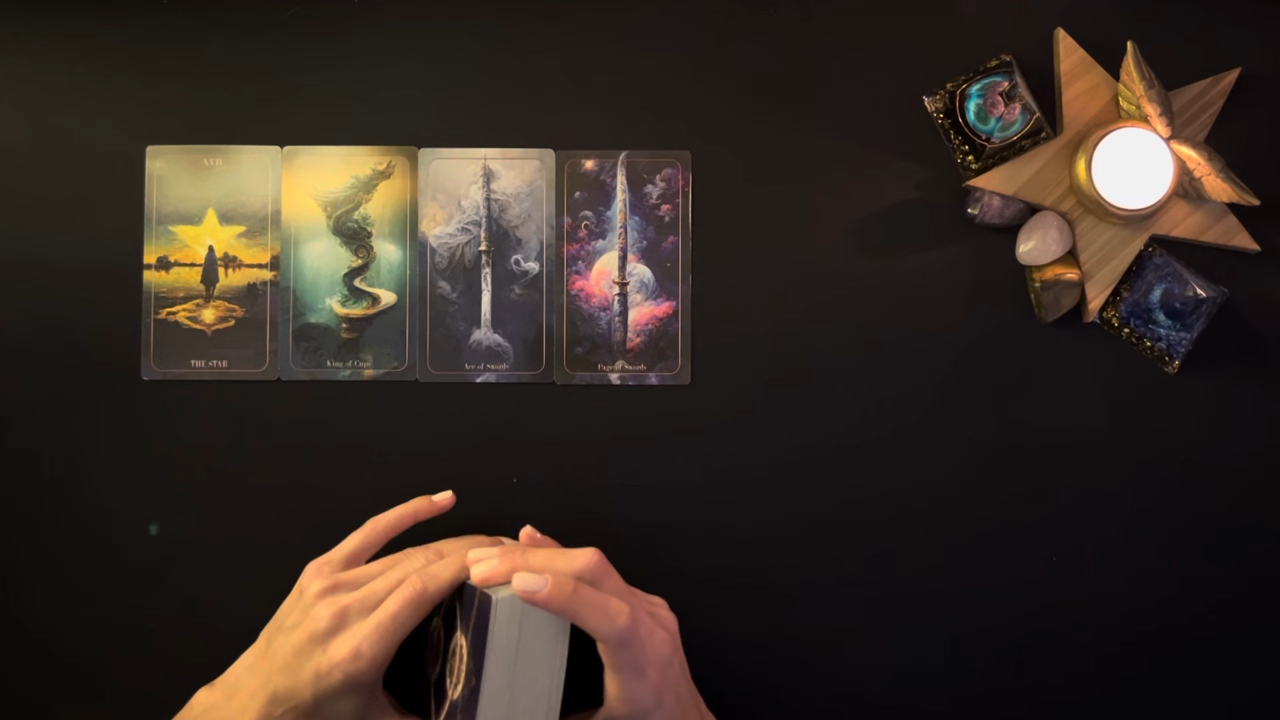 XVII
THE STAR
King of Cups
Ace of Swords
Page of Swords